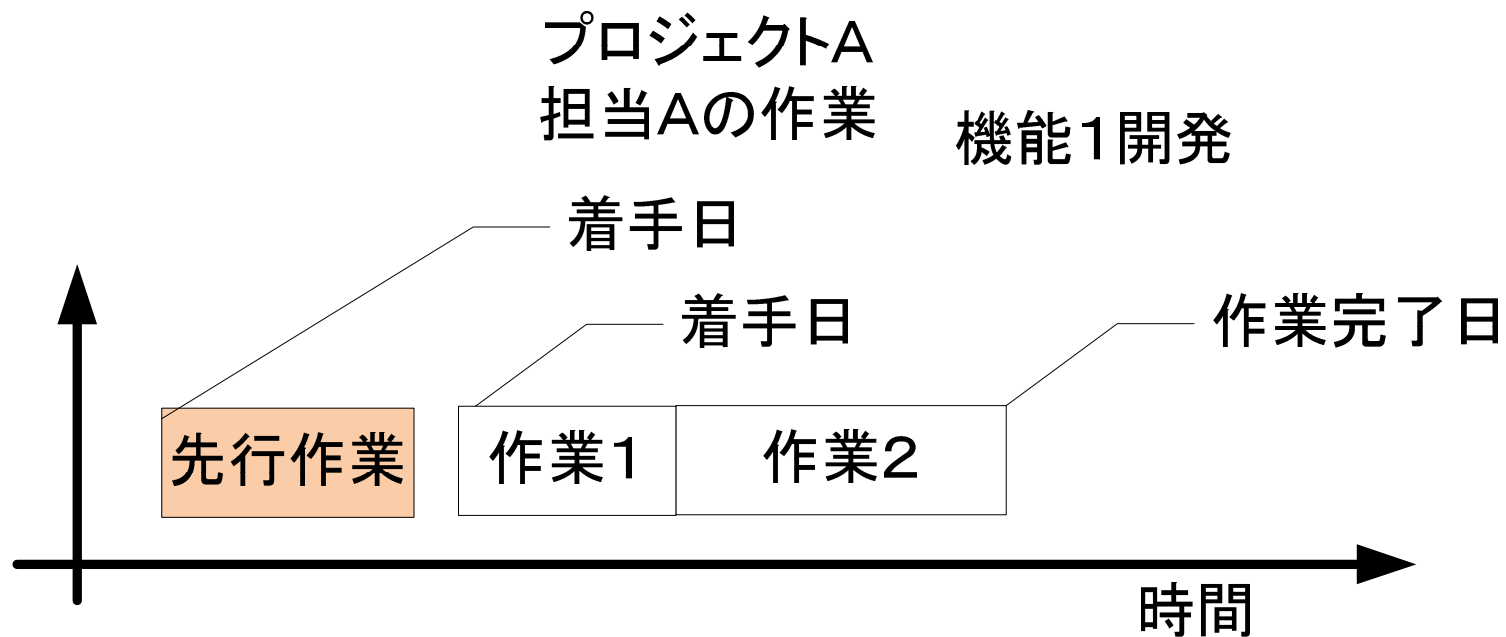 プロジェクトA
担当Aの作業
機能1開発
着手日
着手日
作業完了日
先行作業
作業1
作業2
時間